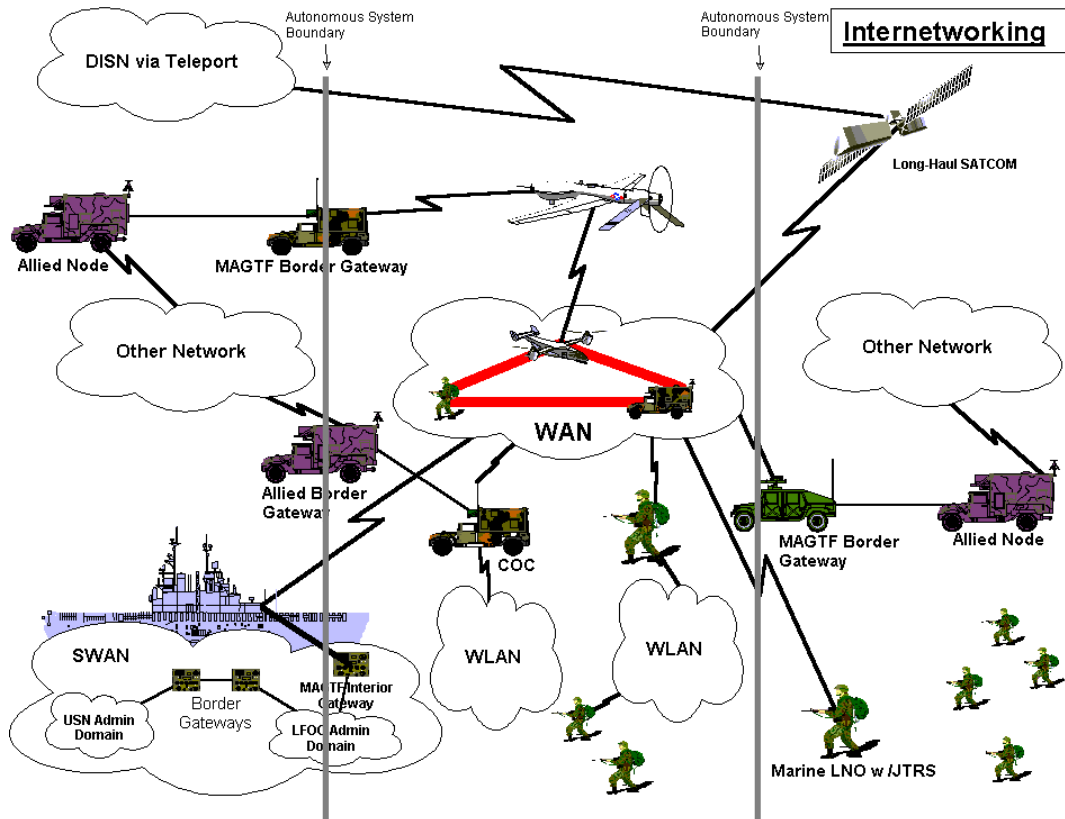 Autonomous System
Boundary
Autonomous System
Boundary
Internetworking
DISN via Teleport
Long-Haul SATCOM
Allied Node
MAGTF Border Gateway
Other Network
Other Network
WAN
Allied Border
Gateway
COC
MAGTF Border
Gateway
Allied Node
SWAN
WLAN
WLAN
MAGTF Interior
Gateway
Border
Gateways
USN Admin
Domain
LFOC Admin
Domain
Marine LNO w /JTRS